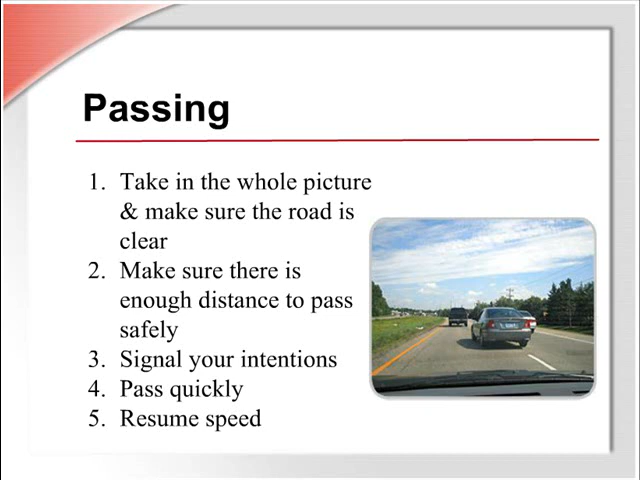 Passing
1. Take in the whole picture
& make sure the road is
clear
2. Make sure there is
enough distance to pass
safely
3. Signal your intentions
4. Pass quickly
5. Resume speed